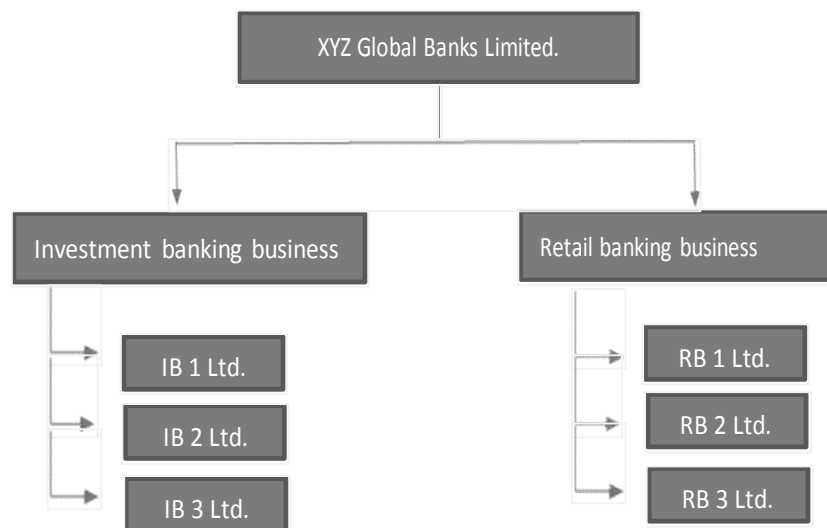 XYZ Global Banks Limited.
Investment banking business
Retail banking business
IB 1 Ltd.
IB 2 Ltd.
IB 3 Ltd.
RB 1 Ltd.
RB 2 Ltd.
RB 3 Ltd.